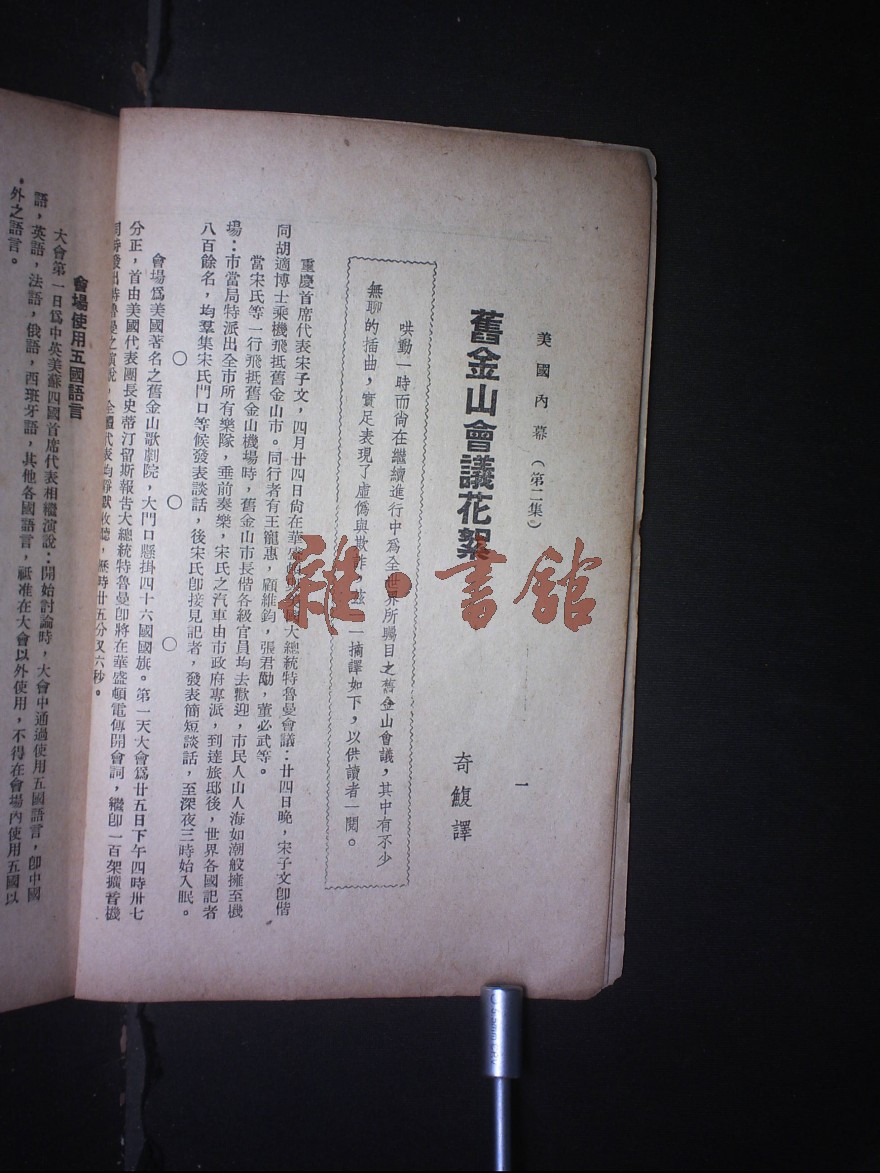 美國內幕（第二集）
一
舊金山會議花絮
奇鰒譯
哄動一時而尙在繼續進行中為全世界所矚目之舊金山會議，其中有不少
無聊的插曲，實足表現了虛偽與欺詐，茲一一摘譯如下，以供讀者一閱。
重慶首席代表宋子文，四月廿四日尙在華盛頓 大總統特魯曼會議：廿四日晚，宋子文卽偕
同胡適博士乘機飛抵舊金山市。同行者有王寵惠，顧維鈞，張君勱，董必武等。
當宋氏等一行飛抵舊金山機場時，舊金山市長偕各級官員均去歡迎，市民人山人海如潮般擁至機
場：市當局特派出全市所有樂隊，垂前奏樂，宋氏之汽車由市政府專派，到達旅邸後，世界各國記者
八百餘名，均羣集宋氏門口等候發表談話，後宋氏卽接見記者，發表簡短談話，至深夜三時始入眠。
○ ○ ○
會場爲美國著名之舊金山歌劇院，大門口懸掛四十六國國旗。第一天大會爲廿五日下午四時卅七
分正，首由美國代表團長史蒂汀留斯報告大總統特魯曼卽將在華盛頓電傳開會詞，繼卽一百架擴音機
同時發出特魯曼之演說，全體代表均靜默收聽，歷時廿五分又六秒。
會場使用五國語言
大會第一日爲中英美蘇四國首席代表相繼演說：開始討論時，大會中通過使用五國語言，卽中國
語，英語，法語，俄語，西班牙語，其他各國語言，祗准在大會以外使用，不得在會場內使用五國以
外之語言。
雜·書館